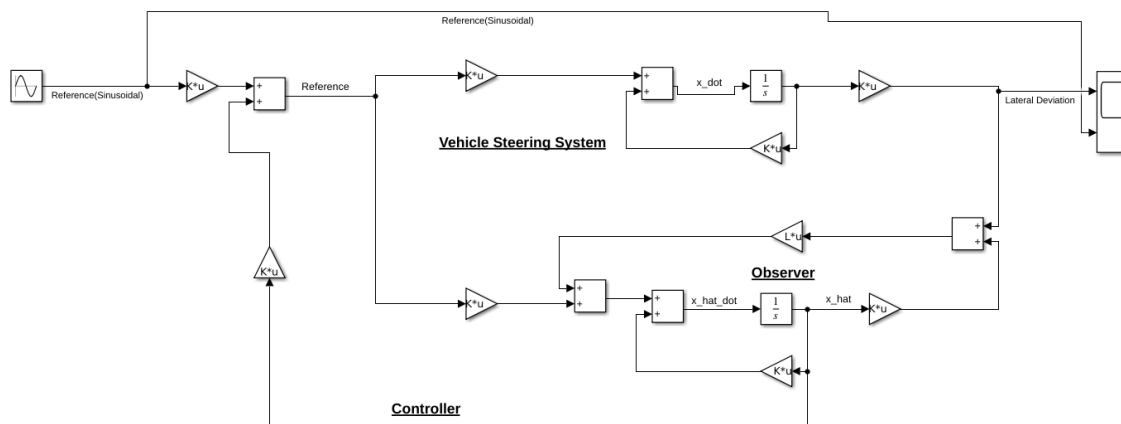 Reference(Sinusoidal)
Reference(Sinusoidal)
K*u
+
+
Reference
K*u
+
+
x_dot
1
s
K*u
Lateral Deviation
K*u
Vehicle Steering System
+
+
L*u
K*u
Observer
K*u
+
+
+
+
x_hat_dot
1
s
x_hat
K*u
K*u
Controller